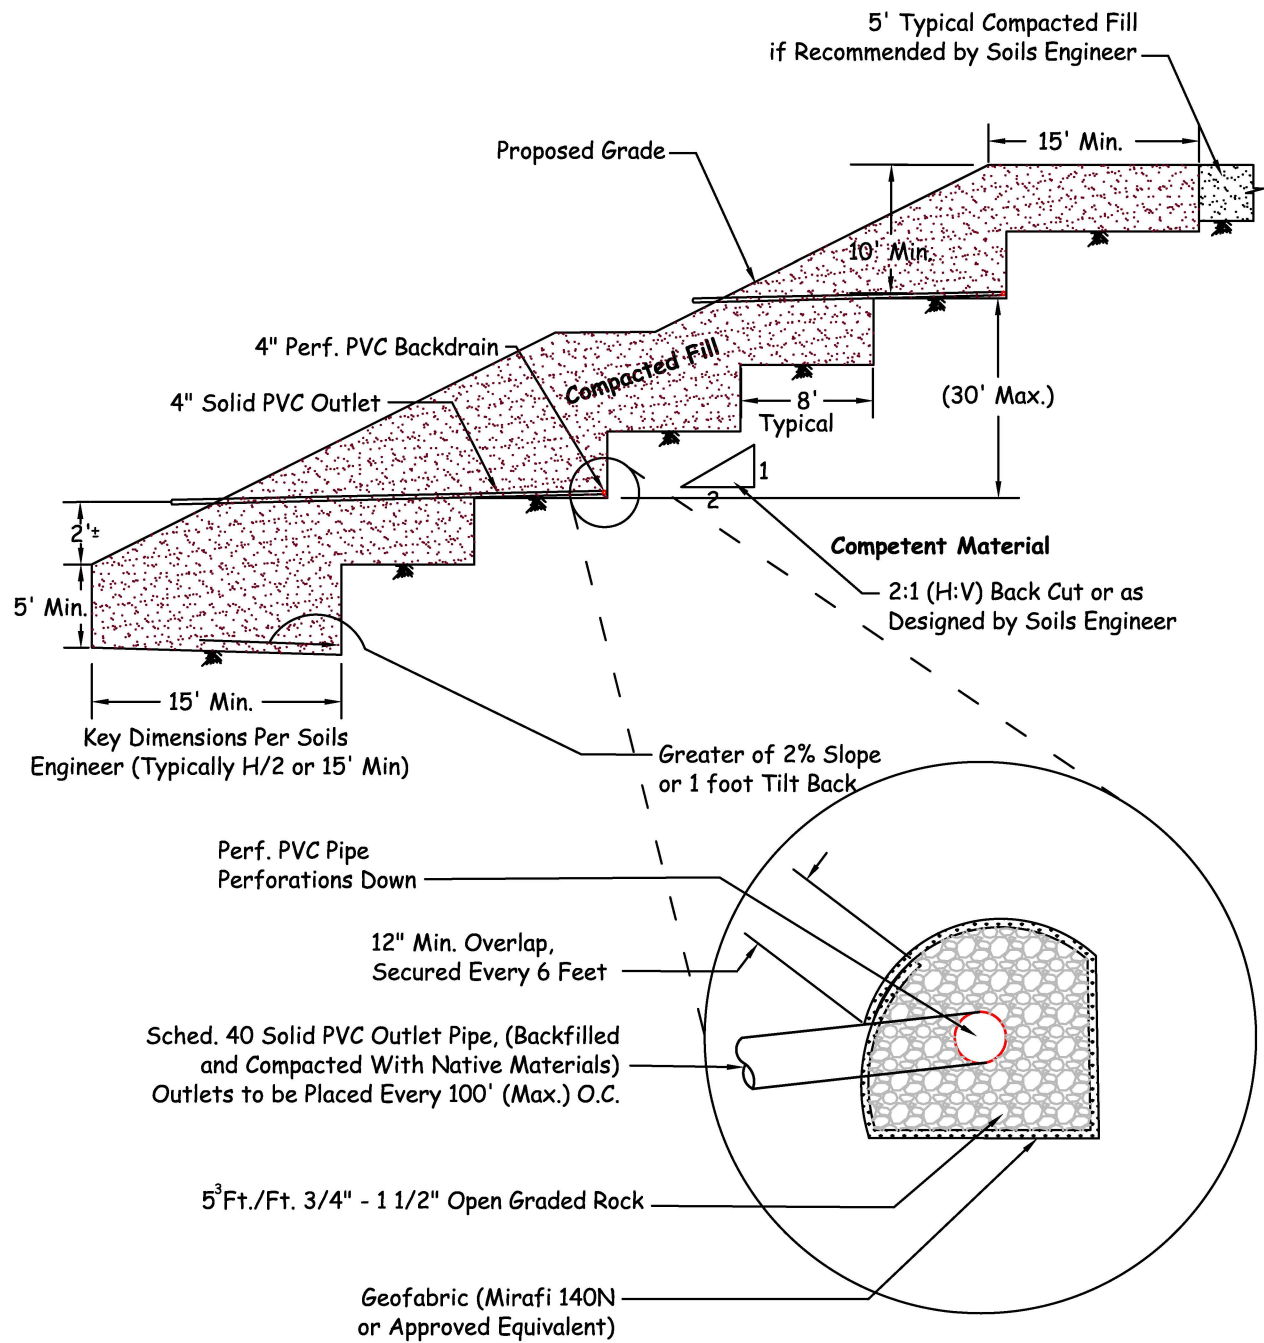 5' Typical Compacted Fill
if Recommended by Soils Engineer
15' Min.
Proposed Grade
10' Min.
4" Perf. PVC Backdrain
Compacted Fill
4" Solid PVC Outlet
8'
Typical
(30' Max.)
1
2
2'±
Competent Material
5' Min.
2:1 (H:V) Back Cut or as
Designed by Soils Engineer
15' Min.
Key Dimensions Per Soils
Engineer (Typically H/2 or 15' Min)
Greater of 2% Slope
or 1 foot Tilt Back
Perf. PVC Pipe
Perforations Down
12" Min. Overlap,
Secured Every 6 Feet
Sched. 40 Solid PVC Outlet Pipe, (Backfilled
and Compacted With Native Materials)
Outlets to be Placed Every 100' (Max.) O.C.
5³Ft./Ft. 3/4" - 1 1/2" Open Graded Rock
Geofabric (Mirafi 140N
or Approved Equivalent)